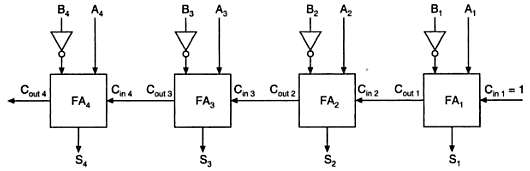 B4 A4 B3 A3 B2 A2 B1 A1
Cout 4 FA4 Cin 4 Cout 3 FA3 Cin 3 Cout 2 FA2 Cin 2 Cout 1 FA1 Cin 1 = 1
S4 S3 S2 S1